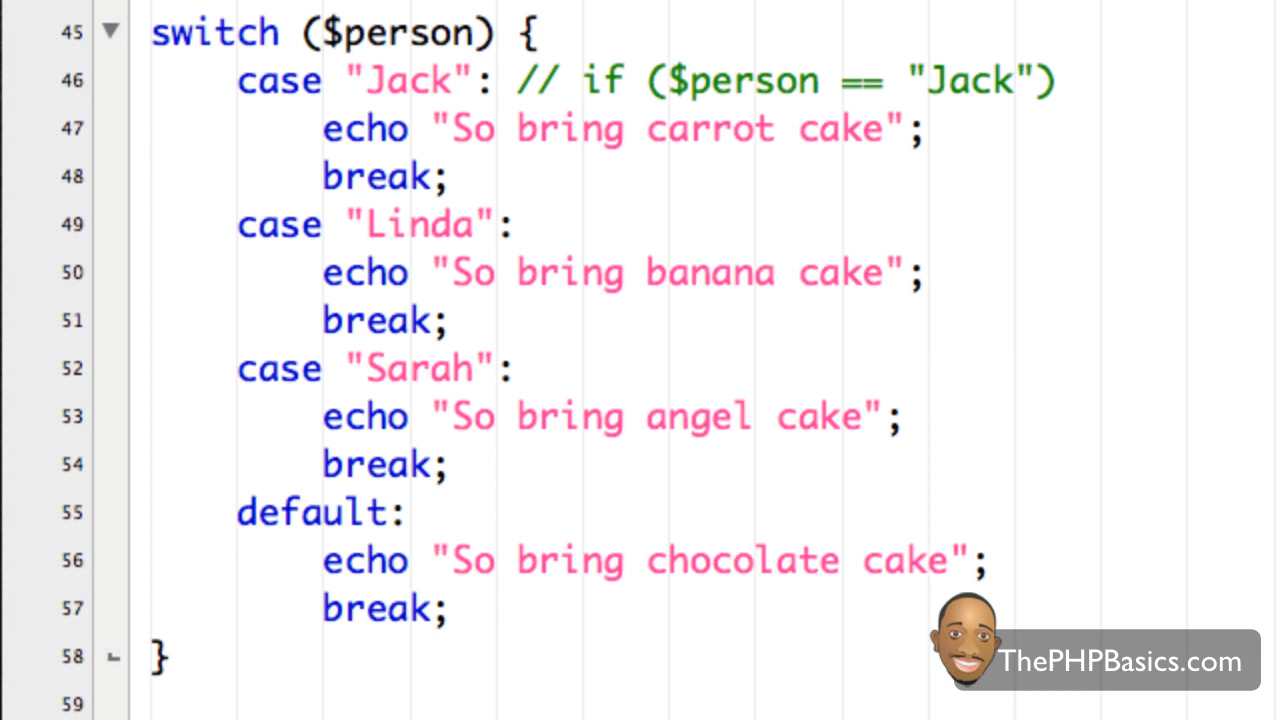 45 switch ($person) {
46 case "Jack": // if ($person == "Jack")
47 echo "So bring carrot cake";
48 break;
49 case "Linda":
50 echo "So bring banana cake";
51 break;
52 case "Sarah":
53 echo "So bring angel cake";
54 break;
55 default:
56 echo "So bring chocolate cake";
57 break;
58 }
59
ThePHPBasics.com